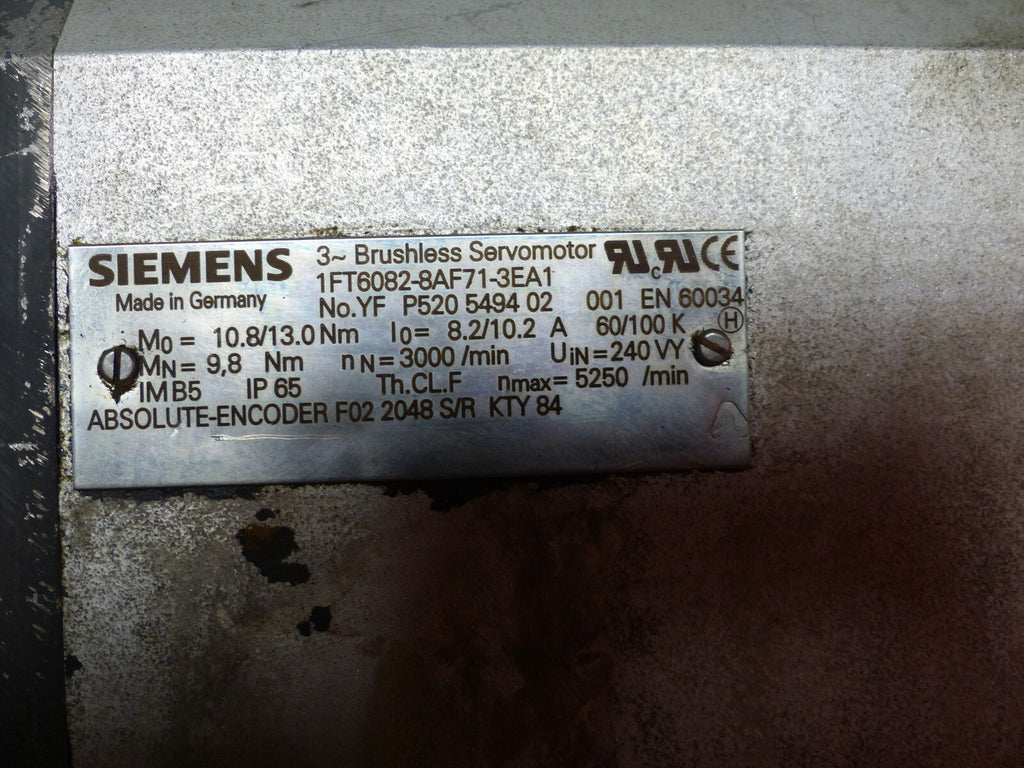 SIEMENS 3~ Brushless Servomotor
1FT6082-8AF71-3EA1
Made in Germany No.YF P520 5494 02 001 EN 60034
M0 = 10.8/13.0 Nm I0 = 8.2/10.2 A 60/100 K H
MN = 9,8 Nm nN = 3000 /min UiN = 240 VY
IM B5 IP 65 Th.CL.F nmax = 5250 /min
ABSOLUTE-ENCODER F02 2048 S/R KTY 84